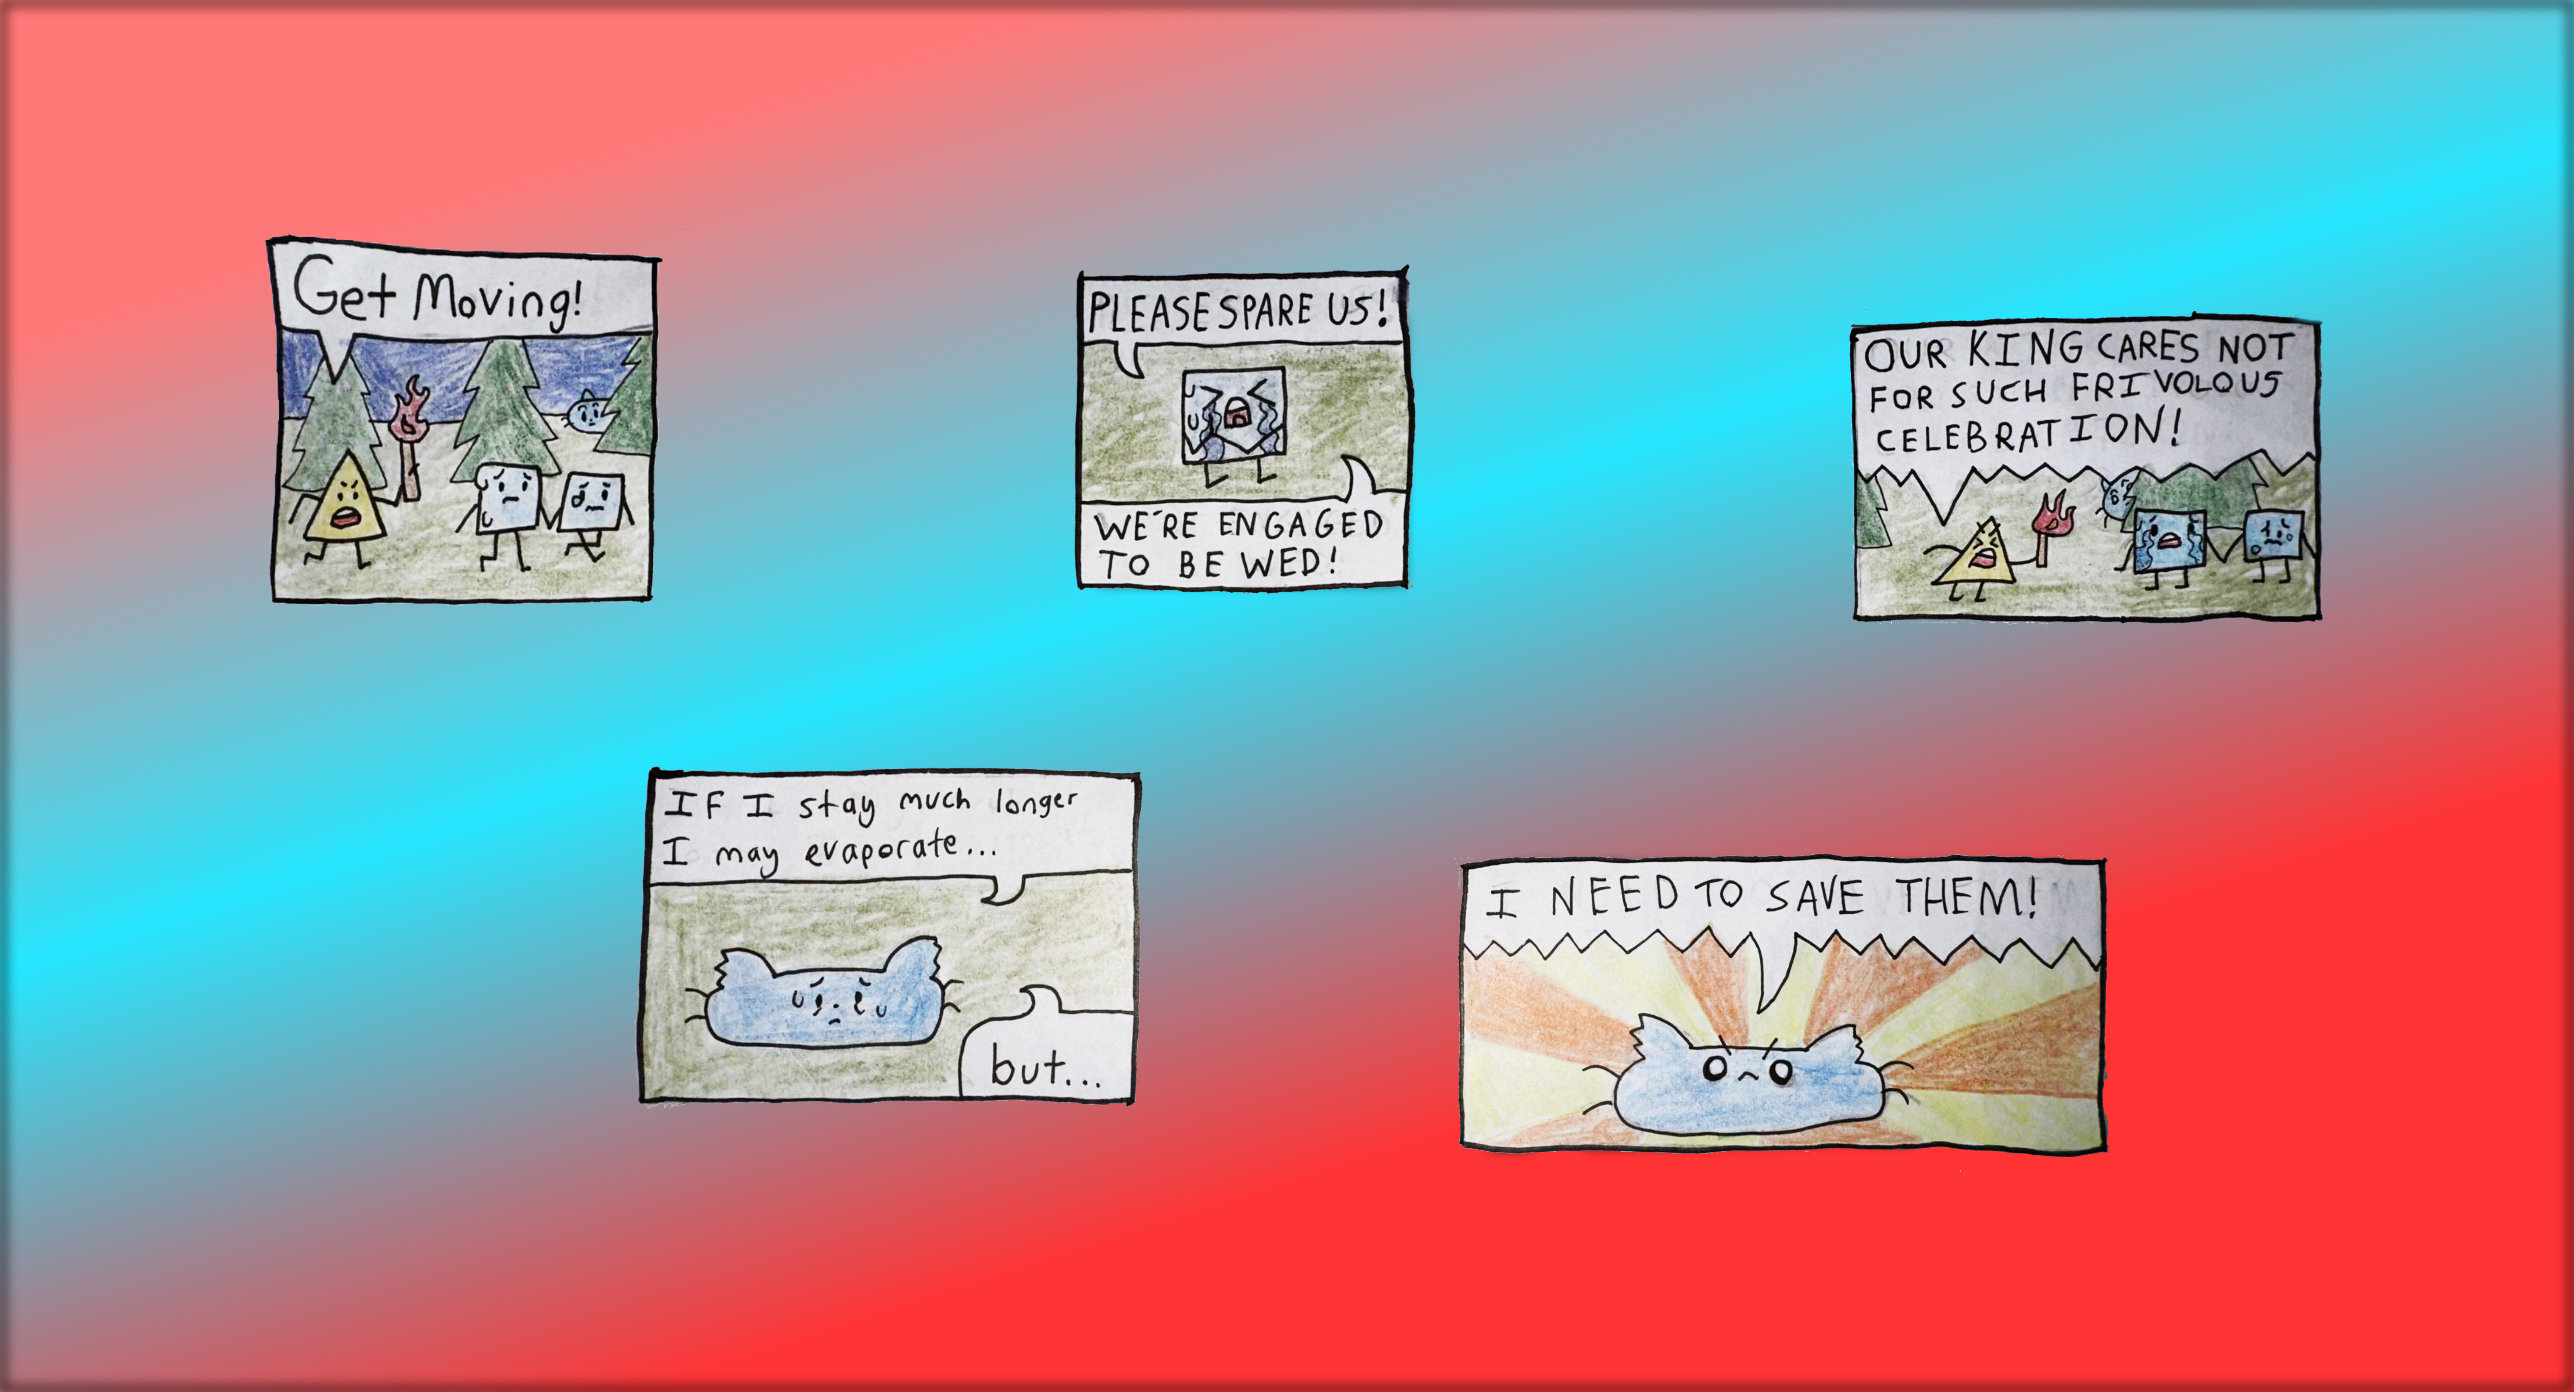 Get Moving!
PLEASE SPARE US!
WE'RE ENGAGED
TO BE WED!
OUR KING CARES NOT
FOR SUCH FRIVOLOUS
CELEBRATION!
IF I stay much longer
I may evaporate...
but...
I NEED TO SAVE THEM!